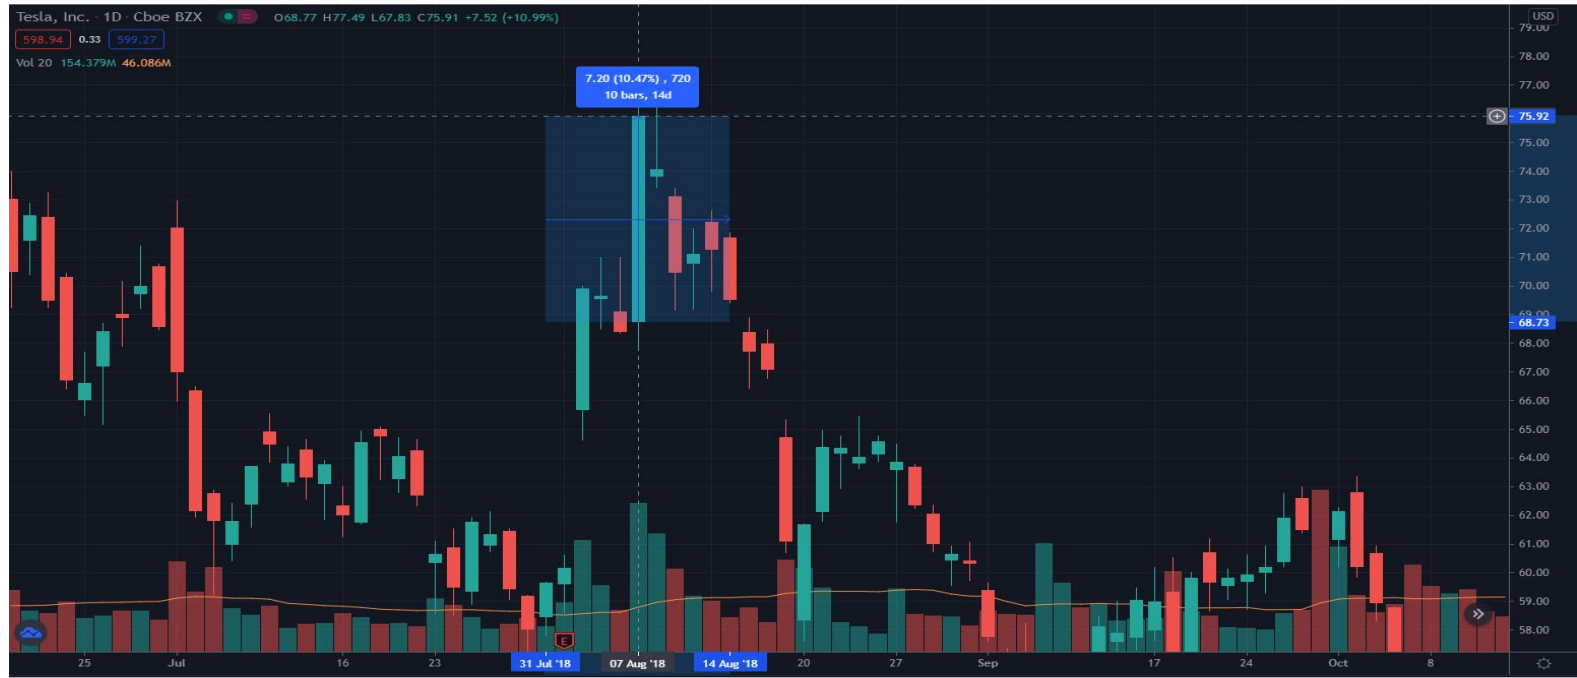 Tesla, Inc. · 1D · Cboe BZX O68.77 H77.49 L67.83 C75.91 +7.52 (+10.99%)
598.94 0.33 599.27
Vol 20 154.379M 46.086M
7.20 (10.47%) , 720
10 bars, 14d
USD
79.00
78.00
77.00
75.92
75.00
74.00
73.00
72.00
71.00
70.00
69.00
68.73
68.00
67.00
66.00
65.00
64.00
63.00
62.00
61.00
60.00
59.00
58.00
E
25 Jul 16 23 31 Jul '18 07 Aug '18 14 Aug '18 20 27 Sep 17 24 Oct 8